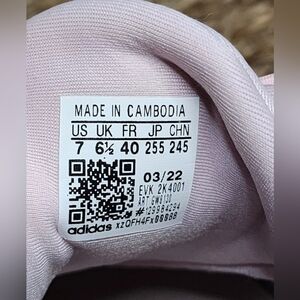 MADE IN CAMBODIA
US UK FR JP CHN
7 6½ 40 255 245
03/22
EVK 2K4001
ART
adidas